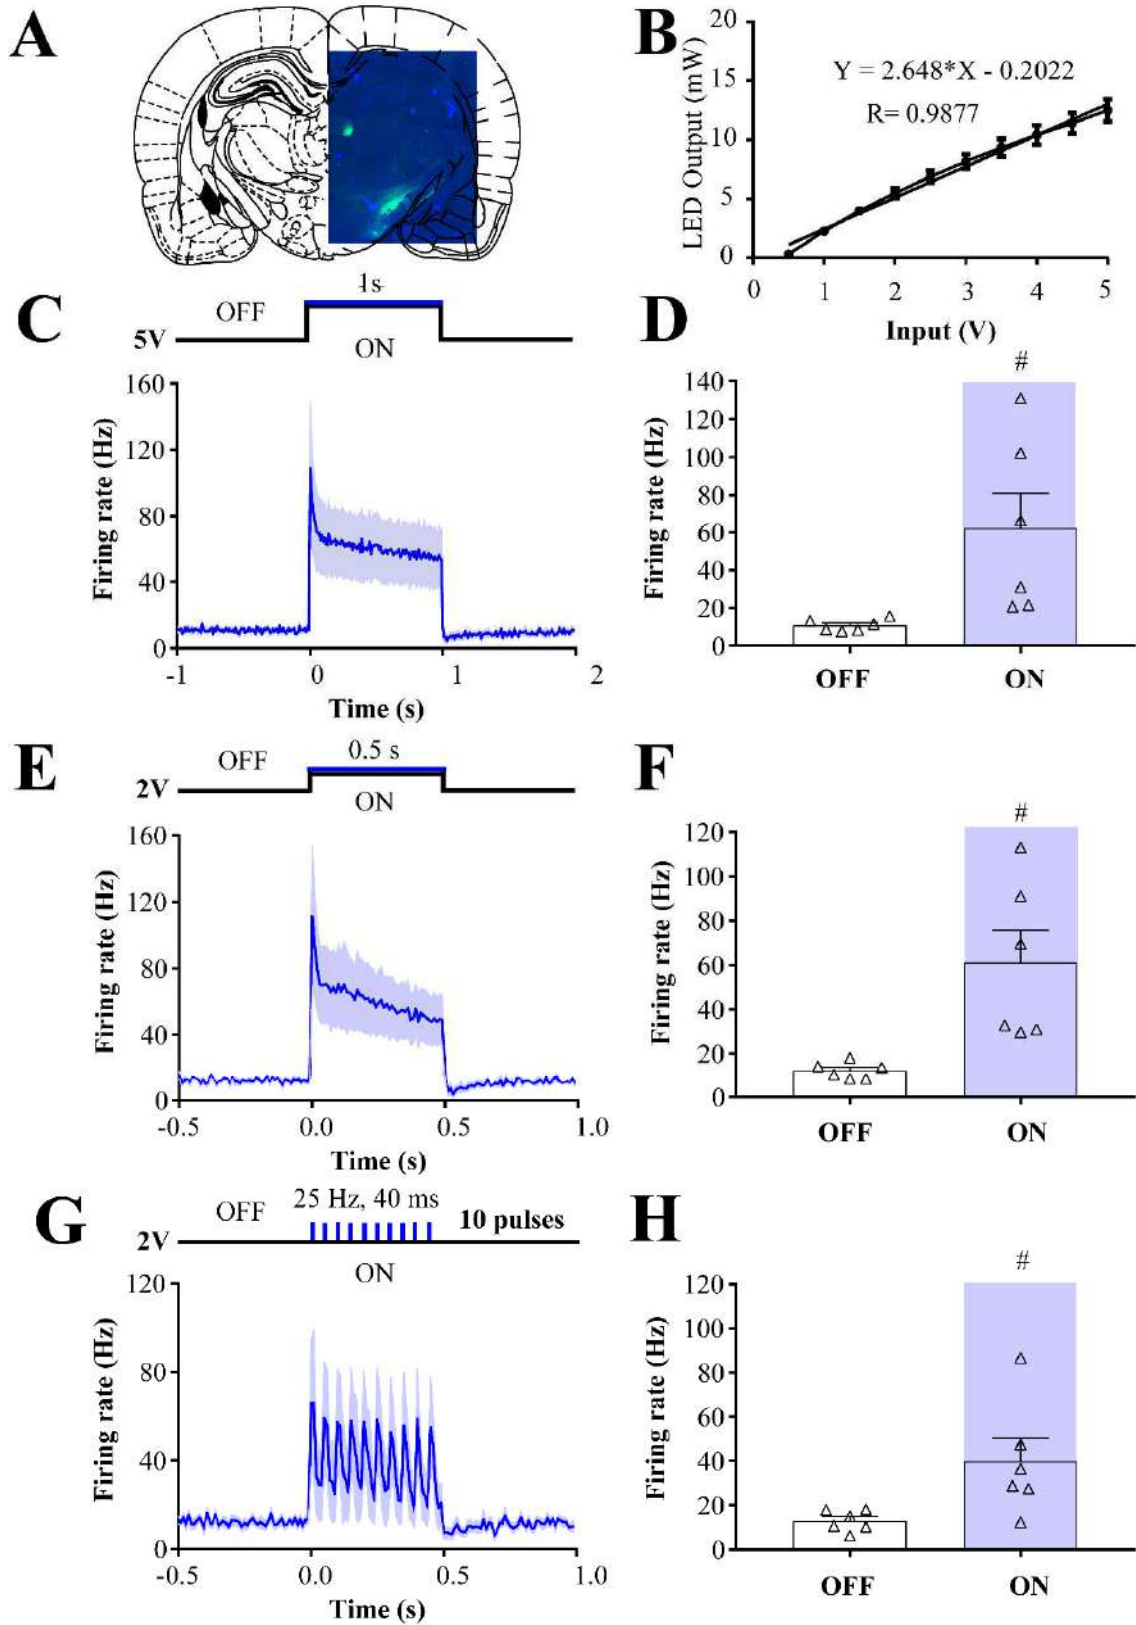 A
B
20
15
10
5
0
LED Output (mW)
Y = 2.648*X - 0.2022
R= 0.9877
0 1 2 3 4 5
Input (V)
C
1s
OFF
5V
ON
160
120
80
40
0
Firing rate (Hz)
-1 0 1 2
Time (s)
D
#
140
120
100
80
60
40
20
0
Firing rate (Hz)
OFF ON
E
0.5 s
OFF
2V
ON
160
120
80
40
0
Firing rate (Hz)
-0.5 0.0 0.5 1.0
Time (s)
F
#
120
100
80
60
40
20
0
Firing rate (Hz)
OFF ON
G
25 Hz, 40 ms
OFF
10 pulses
2V
ON
120
80
40
0
Firing rate (Hz)
-0.5 0.0 0.5 1.0
Time (s)
H
#
120
100
80
60
40
20
0
Firing rate (Hz)
OFF ON